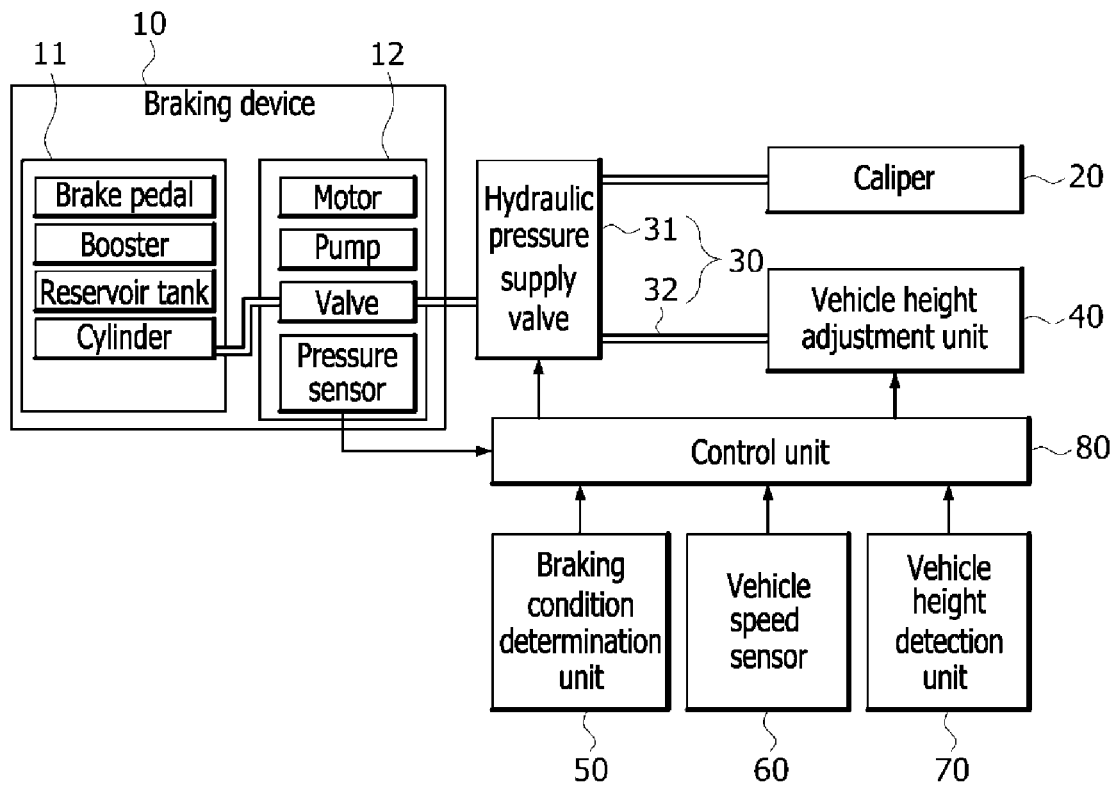 10
11
12
Braking device
Brake pedal
Booster
Reservoir tank
Cylinder
Motor
Pump
Valve
Pressure
sensor
Hydraulic
pressure
supply
valve
31
32
30
Caliper
20
Vehicle height
adjustment unit
40
Control unit
80
Braking
condition
determination
unit
50
Vehicle
speed
sensor
60
Vehicle
height
detection
unit
70